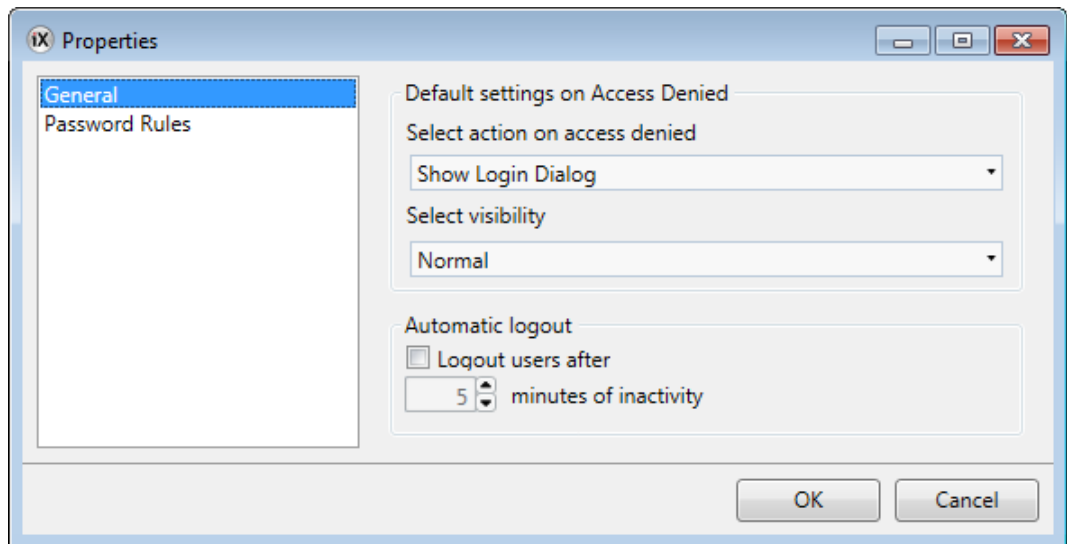 iX Properties
General
Password Rules
Default settings on Access Denied
Select action on access denied
Show Login Dialog
Select visibility
Normal
Automatic logout
Logout users after
5 minutes of inactivity
OK Cancel